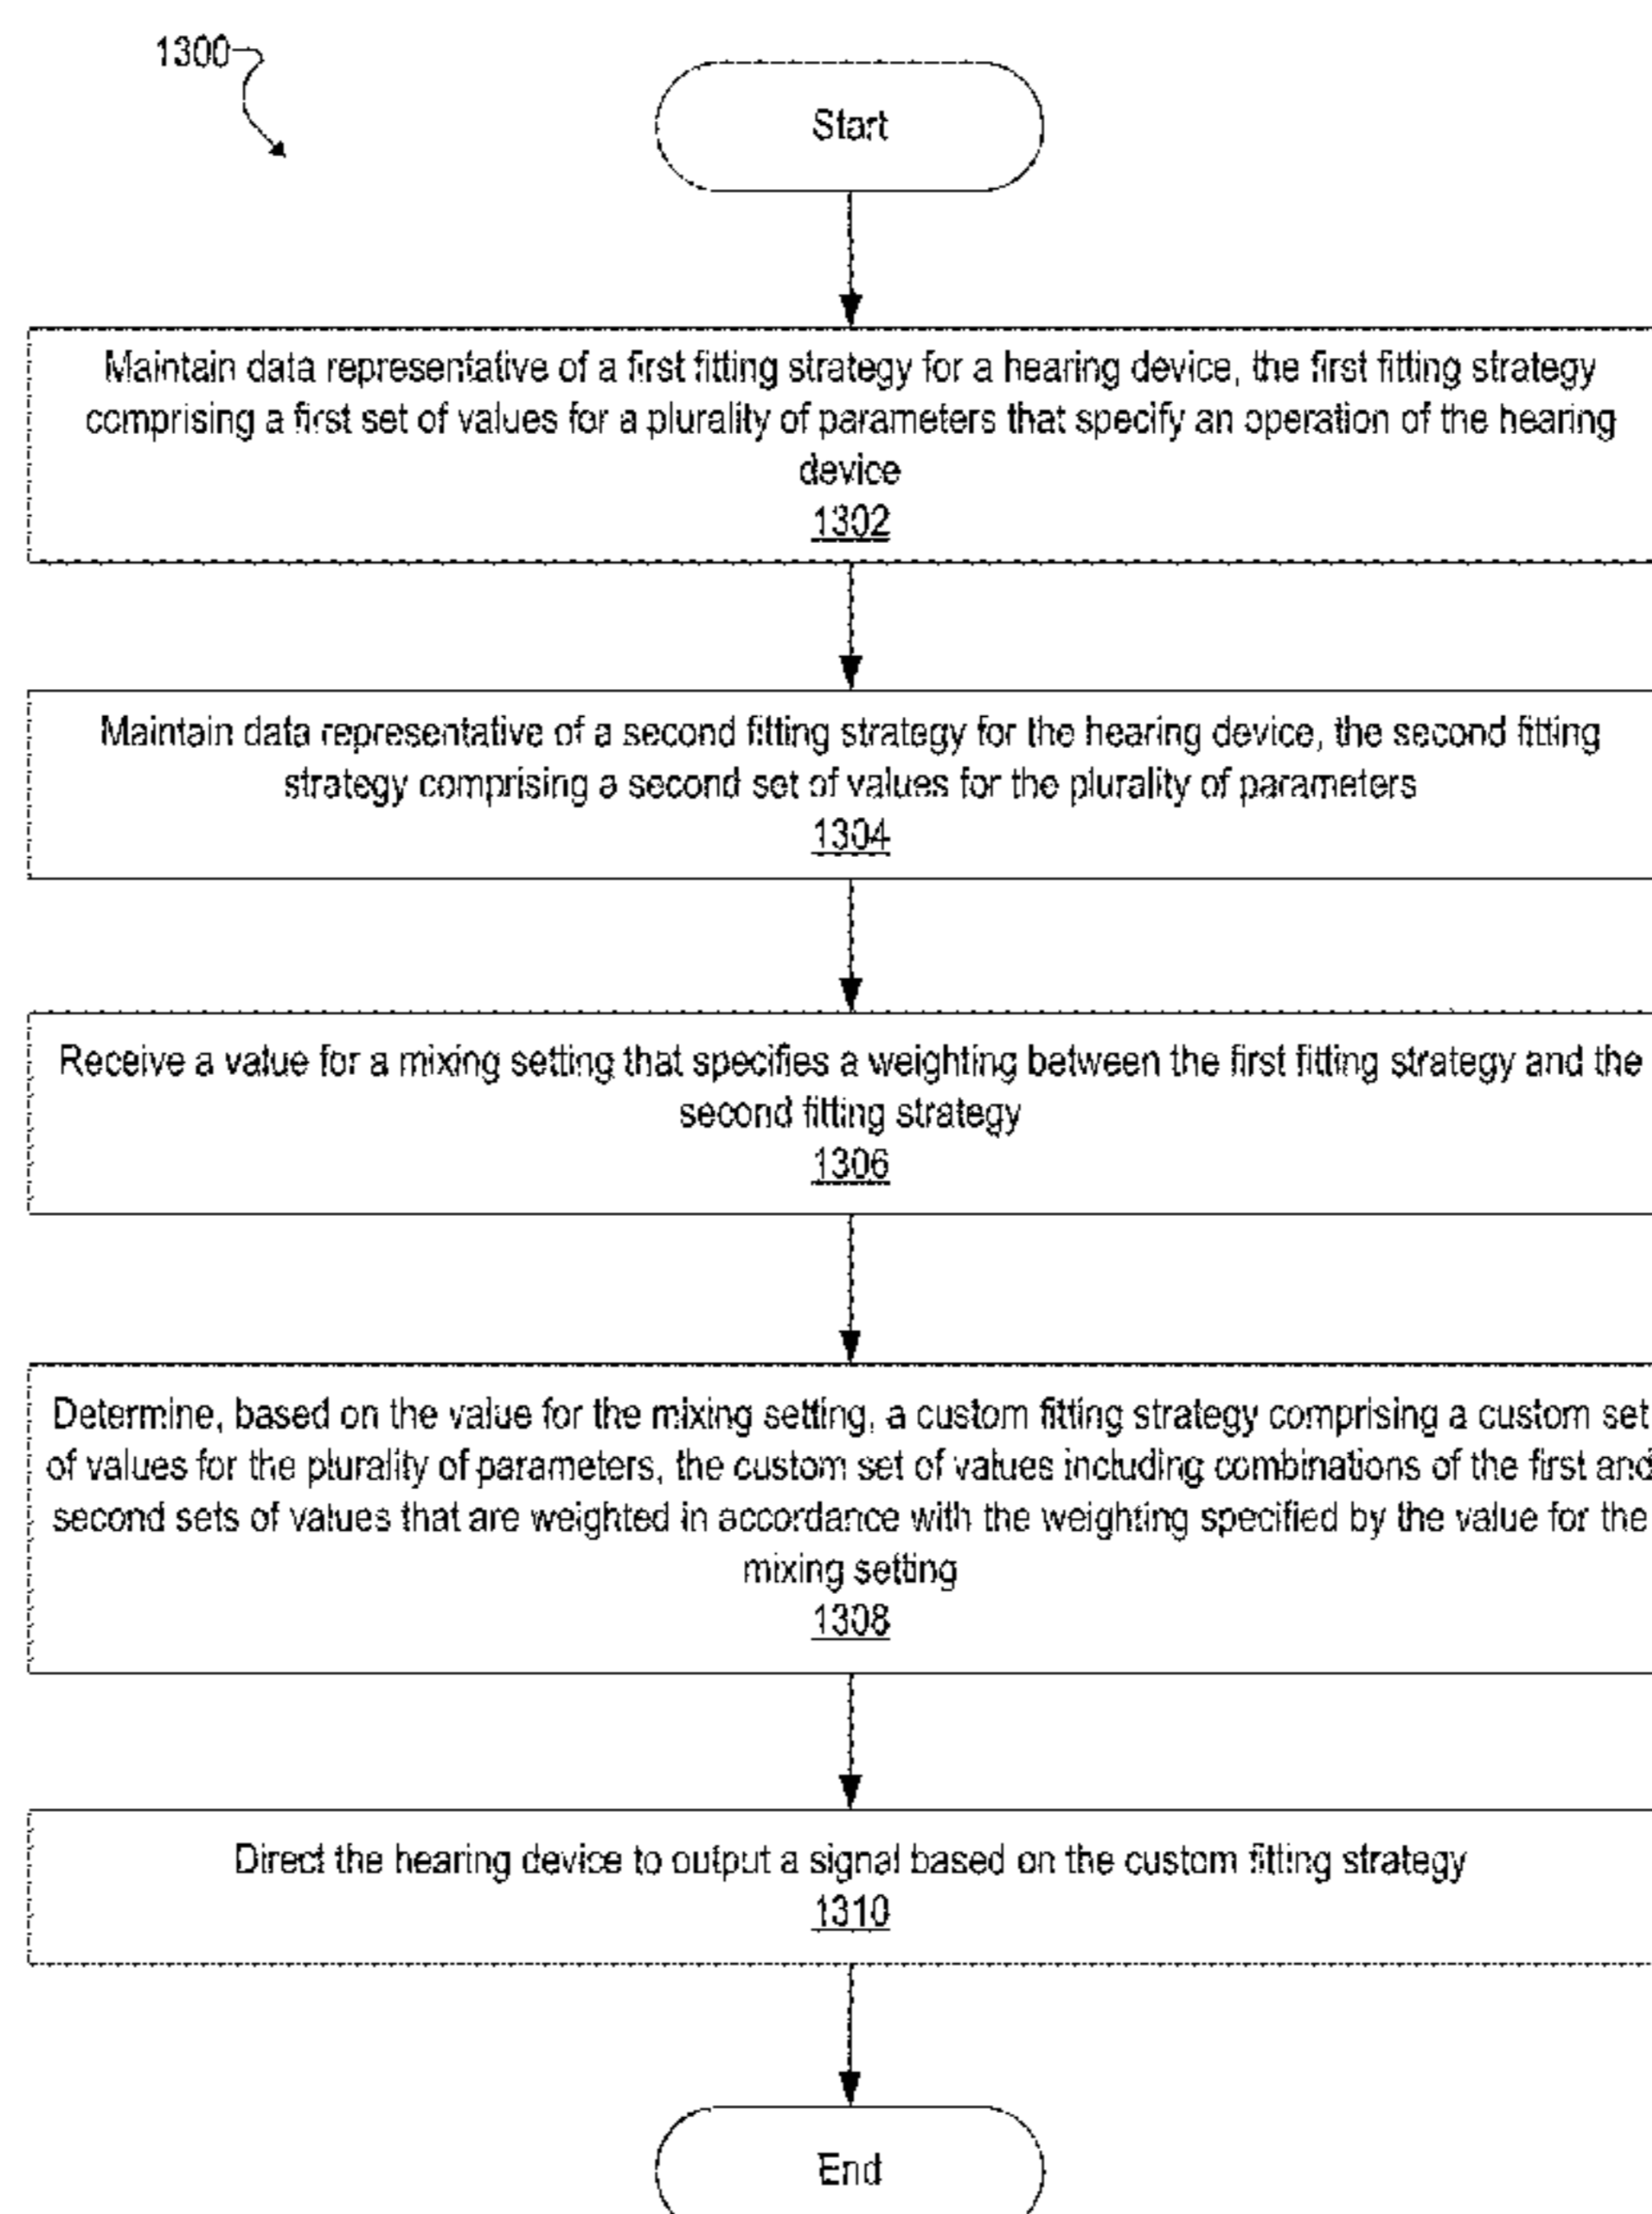 1300
Start
Maintain data representative of a first fitting strategy for a hearing device, the first fitting strategy
comprising a first set of values for a plurality of parameters that specify an operation of the hearing
device
1302
Maintain data representative of a second fitting strategy for the hearing device, the second fitting
strategy comprising a second set of values for the plurality of parameters
1304
Receive a value for a mixing setting that specifies a weighting between the first fitting strategy and the
second fitting strategy
1306
Determine, based on the value for the mixing setting, a custom fitting strategy comprising a custom set
of values for the plurality of parameters, the custom set of values including combinations of the first and
second sets of values that are weighted in accordance with the weighting specified by the value for the
mixing setting
1308
Direct the hearing device to output a signal based on the custom fitting strategy
1310
End